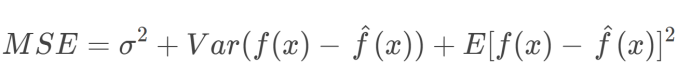 MSE = σ² + Var(f(x) − f̂(x)) + E[f(x) − f̂(x)]²